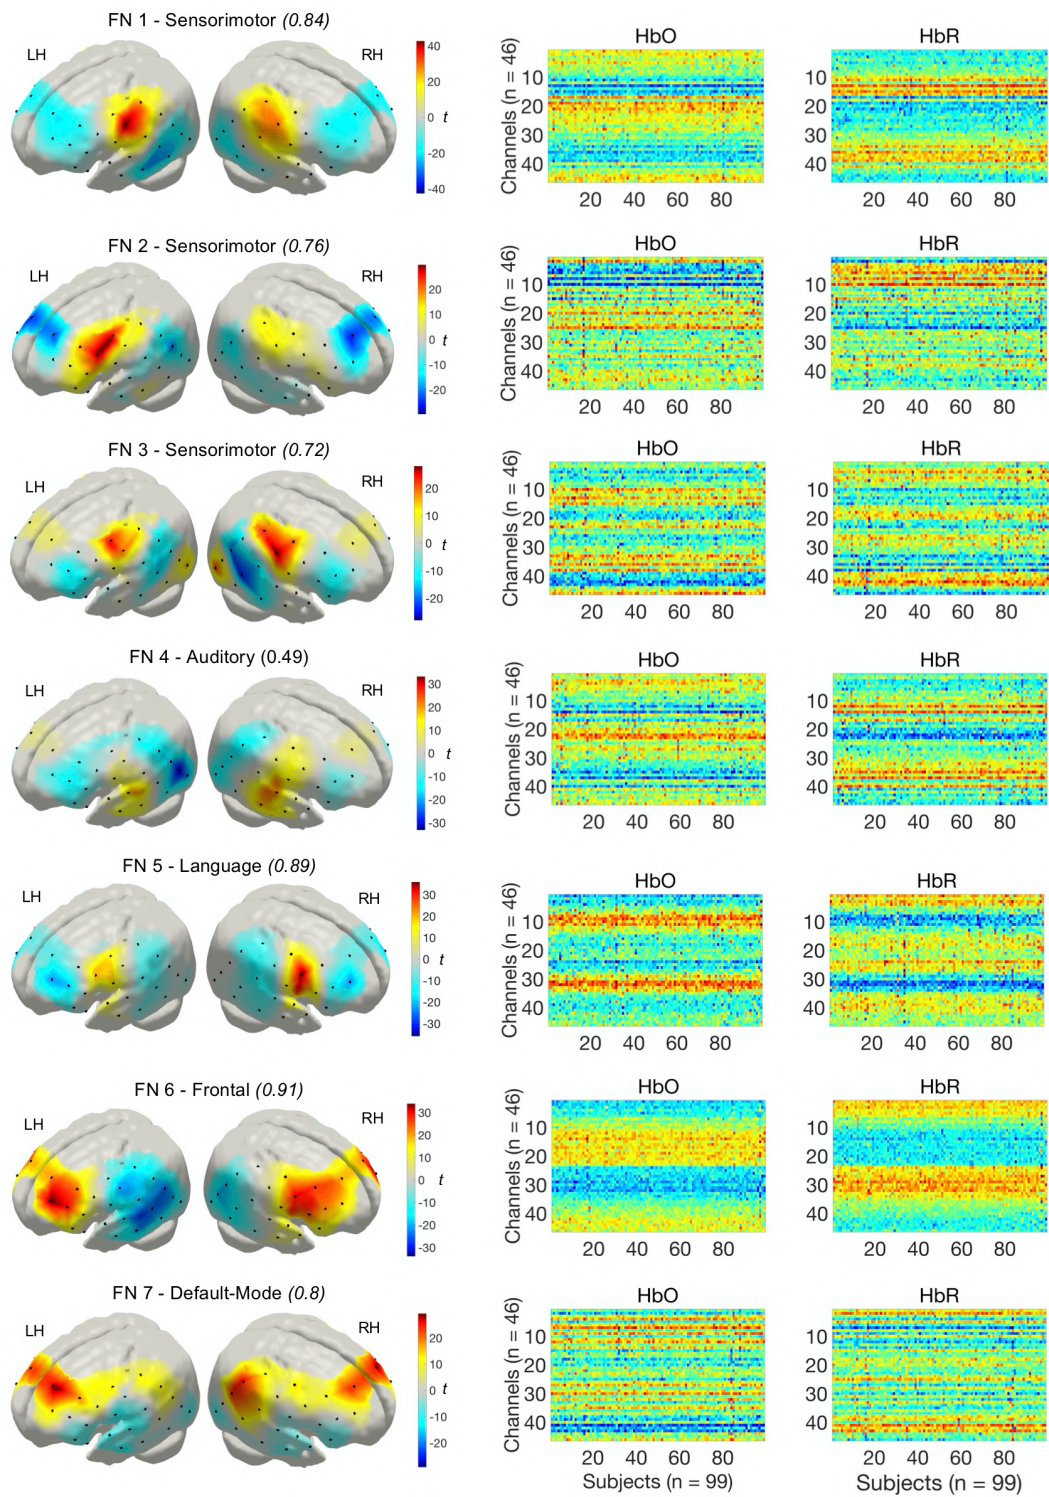 FN 1 - Sensorimotor (0.84)
LH
RH
40
20
0 t
-20
-40
HbO
HbR
Channels (n = 46)
10
20
30
40
20 40 60 80
20 40 60 80
FN 2 - Sensorimotor (0.76)
LH
RH
20
10
0 t
-10
-20
HbO
HbR
Channels (n = 46)
10
20
30
40
10
20
30
40
20 40 60 80
20 40 60 80
FN 3 - Sensorimotor (0.72)
LH
RH
20
10
0 t
-10
-20
HbO
HbR
Channels (n = 46)
10
20
30
40
10
20
30
40
20 40 60 80
20 40 60 80
FN 4 - Auditory (0.49)
LH
RH
30
20
10
0 t
-10
-20
-30
HbO
HbR
Channels (n = 46)
10
20
30
40
10
20
30
40
20 40 60 80
20 40 60 80
FN 5 - Language (0.89)
LH
RH
30
20
10
0 t
-10
-20
-30
HbO
HbR
Channels (n = 46)
10
20
30
40
10
20
30
40
20 40 60 80
20 40 60 80
FN 6 - Frontal (0.91)
LH
RH
30
20
10
0 t
-10
-20
-30
HbO
HbR
Channels (n = 46)
10
20
30
40
10
20
30
40
20 40 60 80
20 40 60 80
FN 7 - Default-Mode (0.8)
LH
RH
20
10
0 t
-10
-20
HbO
HbR
Channels (n = 46)
10
20
30
40
10
20
30
40
20 40 60 80
20 40 60 80
Subjects (n = 99)
Subjects (n = 99)